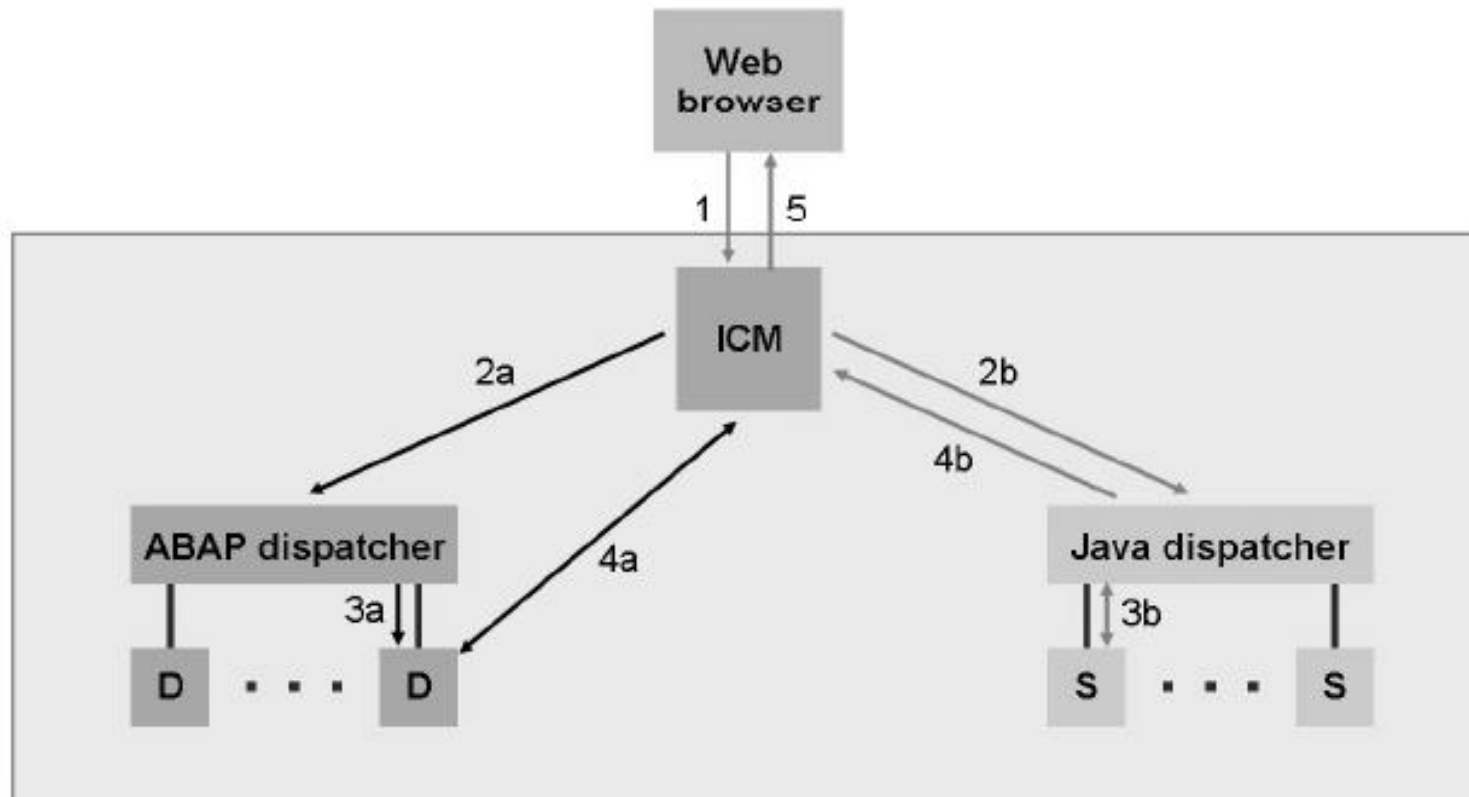 Web
browser
1
5
ICM
2a
2b
4b
ABAP dispatcher
4a
Java dispatcher
3a
3b
D . . . D
S . . . S